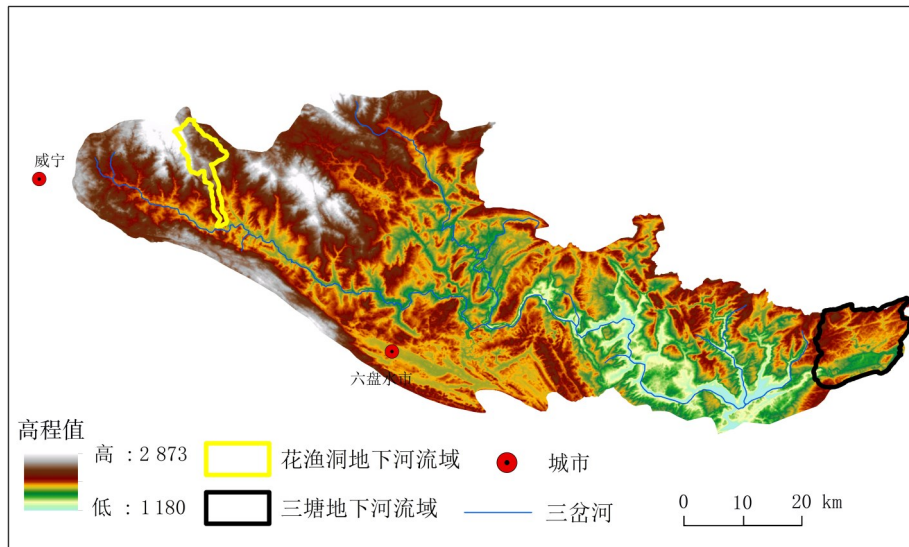 威宁
六盘水市
高程值
高 : 2 873
低 : 1 180
花渔洞地下河流域
三塘地下河流域
城市
三岔河
0 10 20 km